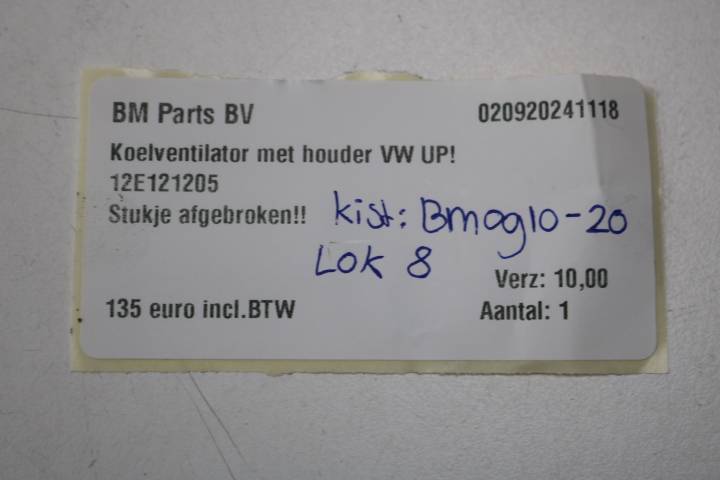 BM Parts BV 020920241118
Koelventilator met houder VW UP!
12E121205
Stukje afgebroken!! kist: Bm0910-20
Lok 8
Verz: 10,00
135 euro incl.BTW Aantal: 1